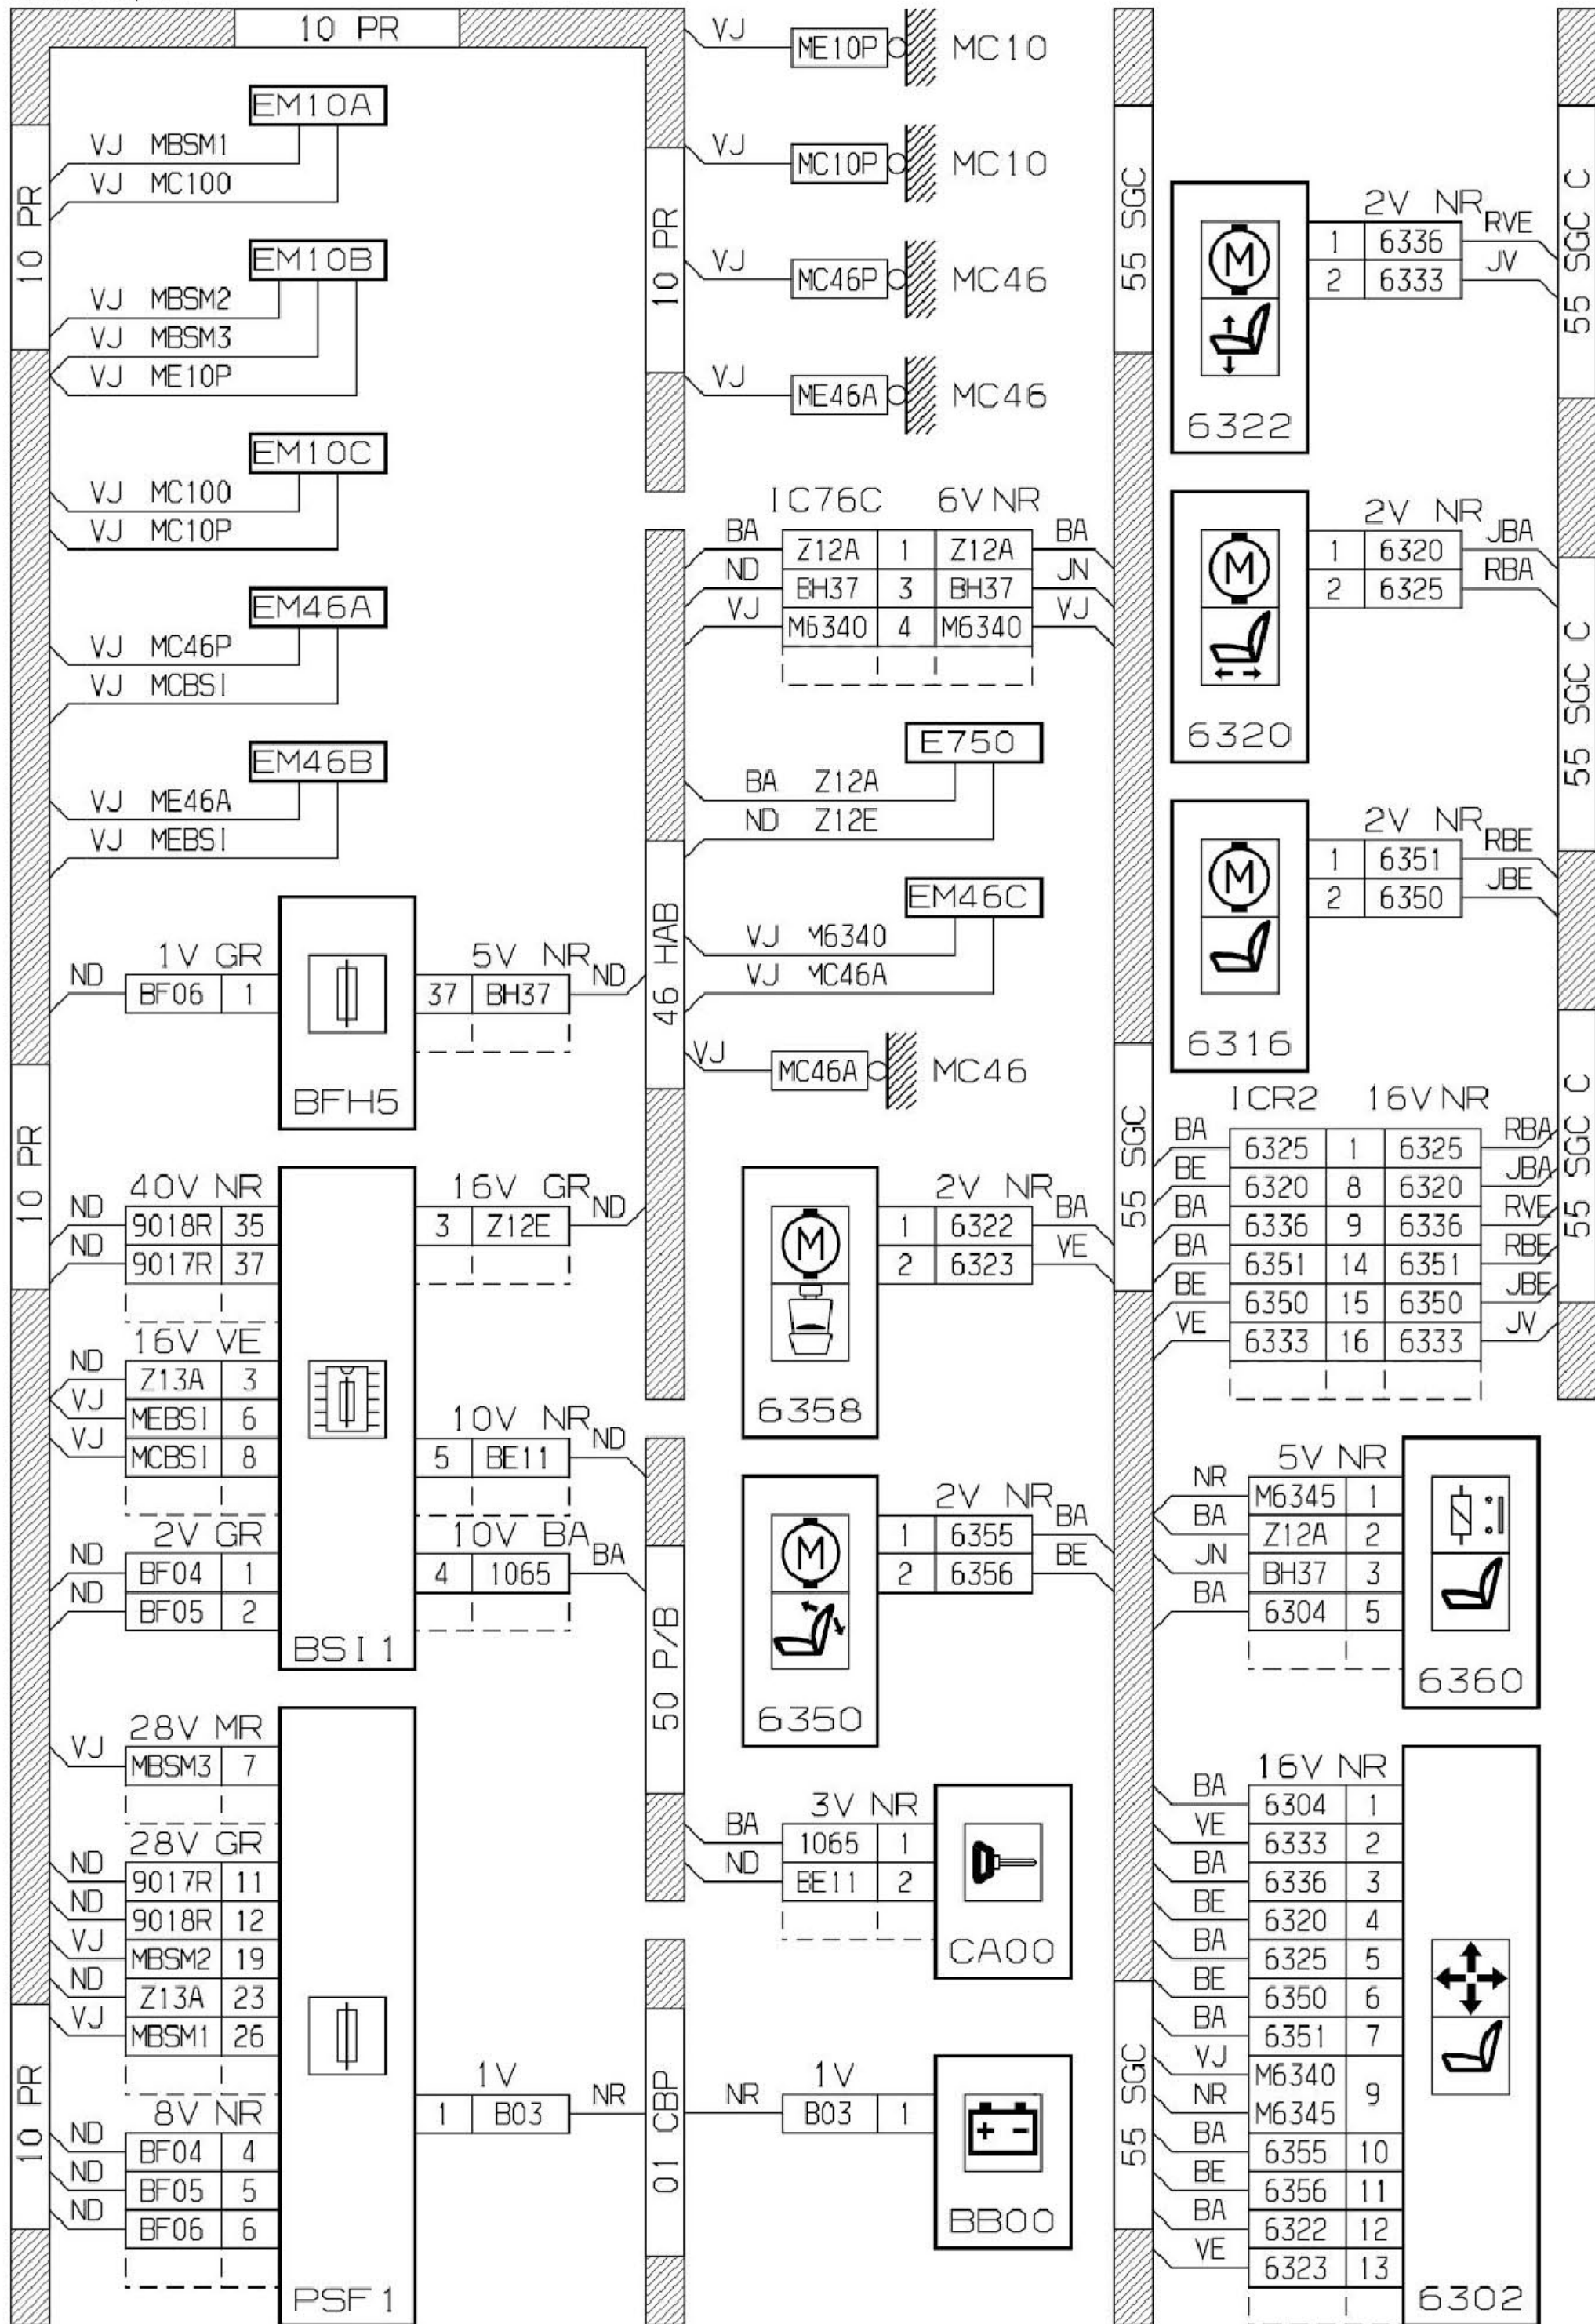 10 PR
10 PR
EM10A
VJ MBSM1
VJ MC100
EM10B
VJ MBSM2
VJ MBSM3
VJ ME10P
EM10C
VJ MC100
VJ MC10P
EM46A
VJ MC46P
VJ MCBSI
EM46B
VJ ME46A
VJ MEBSI
1V GR
ND BF06 1
5V NR
37 BH37 ND
BFH5
10 PR
40V NR
ND 9018R 35
ND 9017R 37
16V GR
3 Z12E ND
16V VE
ND Z13A 3
VJ MEBSI 6
VJ MCBSI 8
10V NR
5 BE11 ND
2V GR
ND BF04 1
ND BF05 2
10V BA
4 1065 BA
BSI1
28V MR
VJ MBSM3 7
28V GR
ND 9017R 11
ND 9018R 12
VJ MBSM2 19
ND Z13A 23
VJ MBSM1 26
10 PR
8V NR
ND BF04 4
ND BF05 5
ND BF06 6
1V
1 B03 NR
PSF1
10 PR
VJ ME10P MC10
VJ MC10P MC10
VJ MC46P MC46
VJ ME46A MC46
IC76C 6V NR
BA Z12A 1 Z12A BA
ND BH37 3 BH37 JN
VJ M6340 4 M6340 VJ
E750
BA Z12A
ND Z12E
46 HAB
EM46C
VJ M6340
VJ MC46A
VJ MC46A MC46
2V NR
1 6322 BA
2 6323 VE
M
6358
50 P/B
2V NR
1 6355 BA
2 6356 BE
M
6350
3V NR
BA 1065 1
ND BE11 2
CA00
01 CBP
1V
NR B03 1
+ -
BB00
55 SGC
2V NR
1 6336 RVE
2 6333 JV
M
6322
55 SGC C
2V NR
1 6320 JBA
2 6325 RBA
M
6320
55 SGC C
2V NR
1 6351 RBE
2 6350 JBE
M
6316
55 SGC
ICR2 16V NR
BA 6325 1 6325 RBA
BE 6320 8 6320 JBA
BA 6336 9 6336 RVE
BA 6351 14 6351 RBE
BE 6350 15 6350 JBE
VE 6333 16 6333 JV
55 SGC C
5V NR
NR M6345 1
BA Z12A 2
JN BH37 3
BA 6304 5
6360
55 SGC
16V NR
BA 6304 1
VE 6333 2
BA 6336 3
BE 6320 4
BA 6325 5
BE 6350 6
BA 6351 7
VJ M6340 9
NR M6345
BA 6355 10
BE 6356 11
BA 6322 12
VE 6323 13
6302